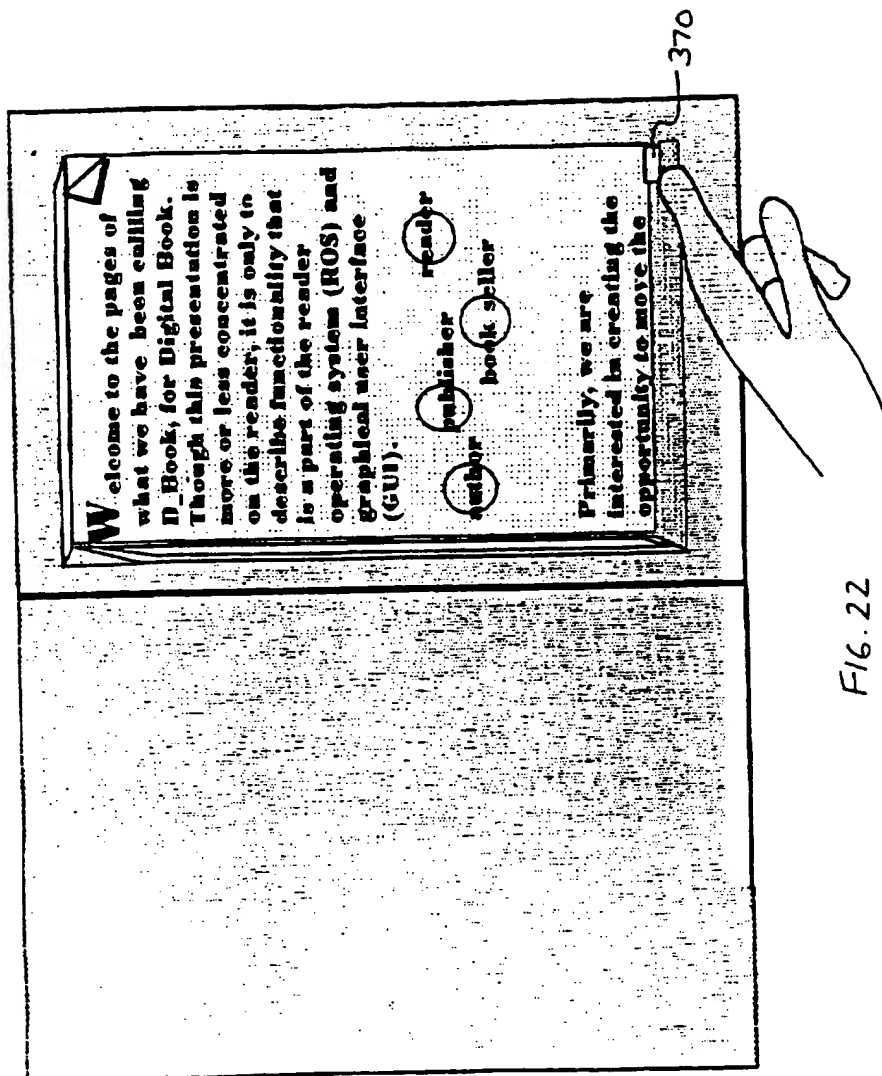 Welcome to the pages of
what we have been calling
D_Book, for Digital Book.
Though this presentation is
more or less concentrated
on the reader, it is only to
describe functionality that
is a part of the reader
operating system (ROS) and
graphical user interface
(GUI).
author publisher book seller reader
Primarily, we are
interested in creating the
opportunity to move the
370
FIG. 22